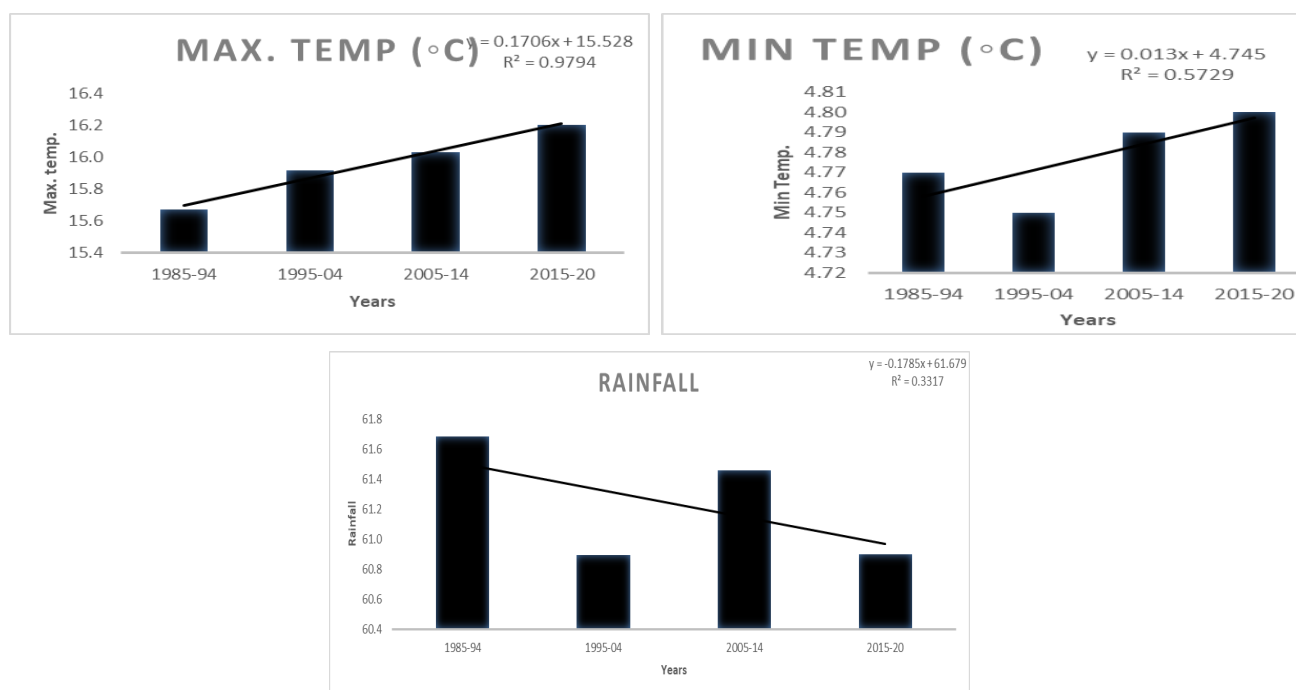 MAX. TEMP (◦C)
y = 0.1706x + 15.528
R² = 0.9794
16.4
16.2
16.0
15.8
15.6
15.4
Max. temp.
1985-94 1995-04 2005-14 2015-20
Years
MIN TEMP (◦C)
y = 0.013x + 4.745
R² = 0.5729
4.81
4.80
4.79
4.78
4.77
4.76
4.75
4.74
4.73
4.72
Min Temp.
1985-94 1995-04 2005-14 2015-20
Years
RAINFALL
y = -0.1785x + 61.679
R² = 0.3317
61.8
61.6
61.4
61.2
61.0
60.8
60.6
60.4
Rainfall
1985-94 1995-04 2005-14 2015-20
Years